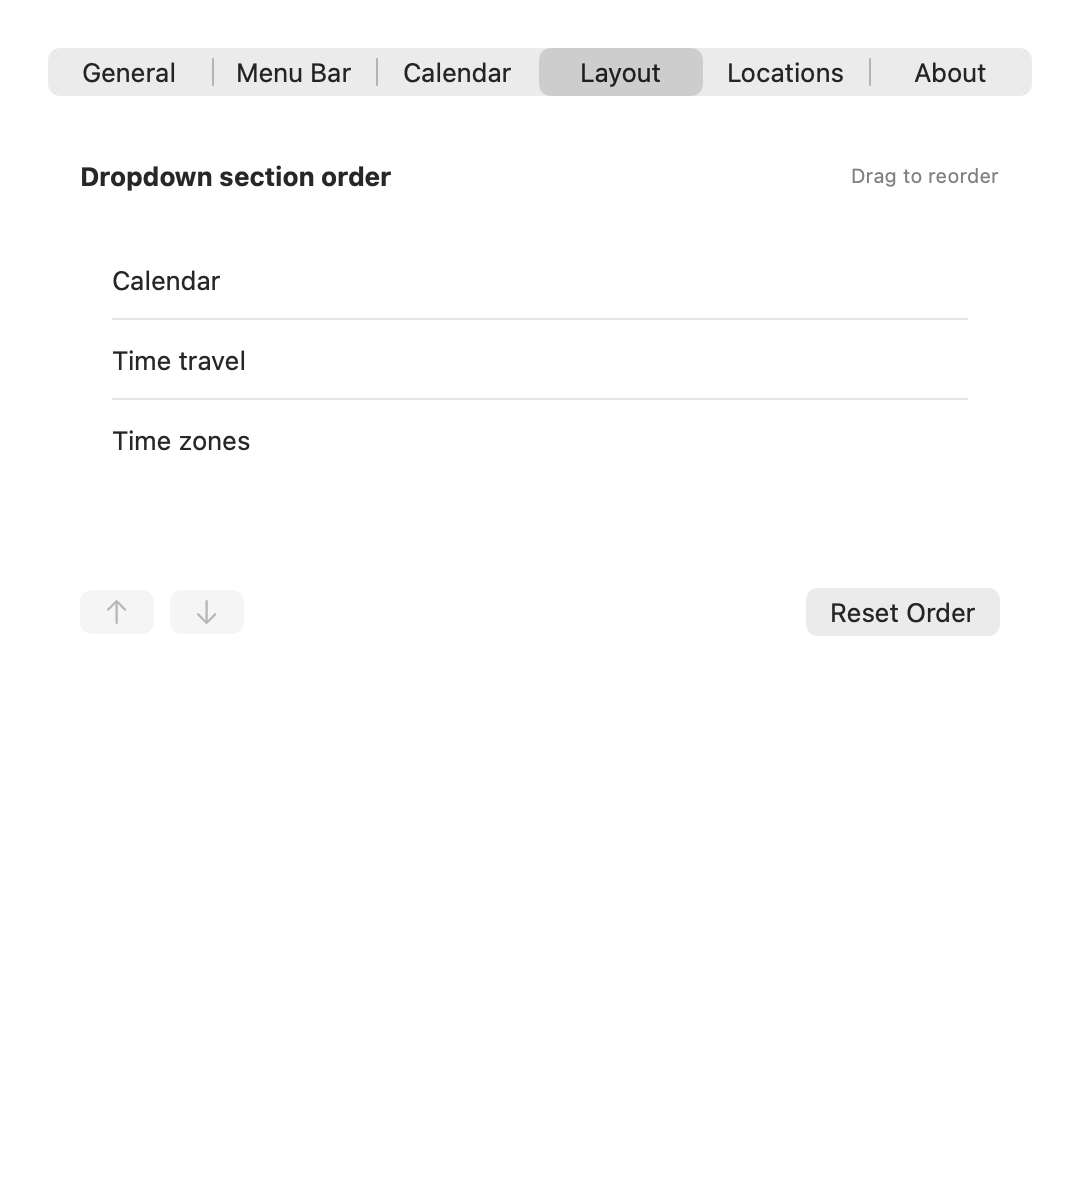 General
Menu Bar
Calendar
Layout
Locations
About
Dropdown section order
Drag to reorder
Calendar
Time travel
Time zones
Reset Order